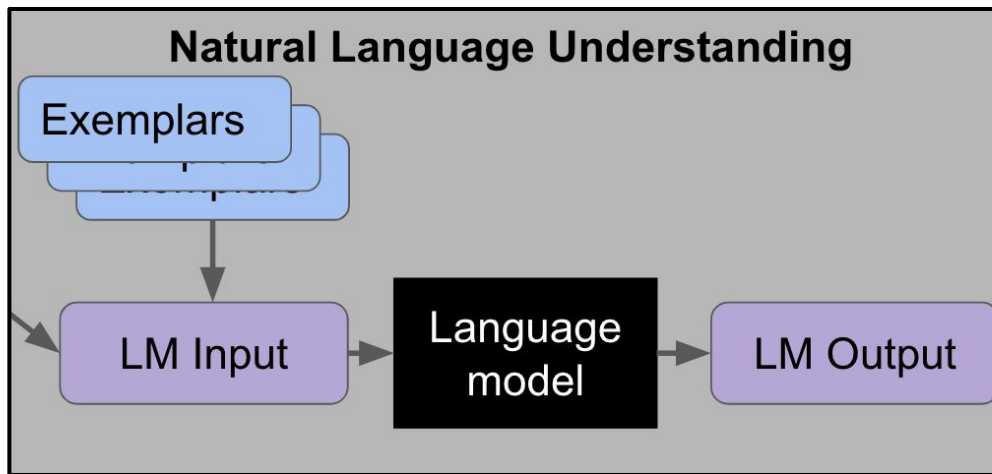 Natural Language Understanding
Exemplars
LM Input
Language
model
LM Output